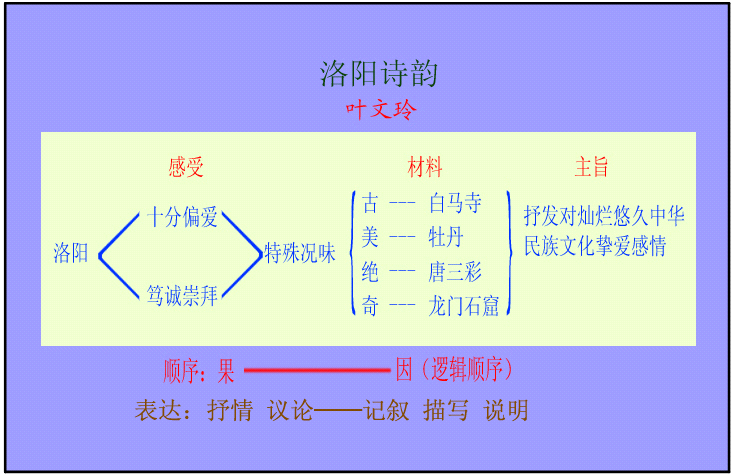 洛阳诗韵
叶文玲
感受 材料 主旨
古 --- 白马寺
十分偏爱 抒发对灿烂悠久中华
美 --- 牡丹
洛阳 特殊况味 民族文化挚爱感情
绝 --- 唐三彩
笃诚崇拜
奇 --- 龙门石窟
顺序：果 因（逻辑顺序）
表达：抒情 议论——记叙 描写 说明